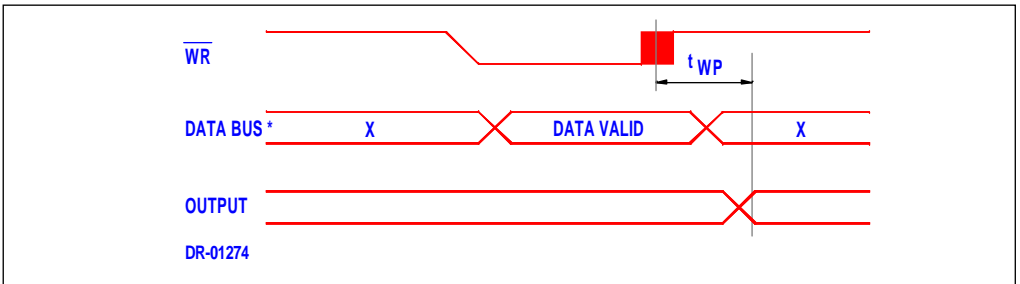 WR
t WP
DATA BUS * X DATA VALID X
OUTPUT
DR-01274